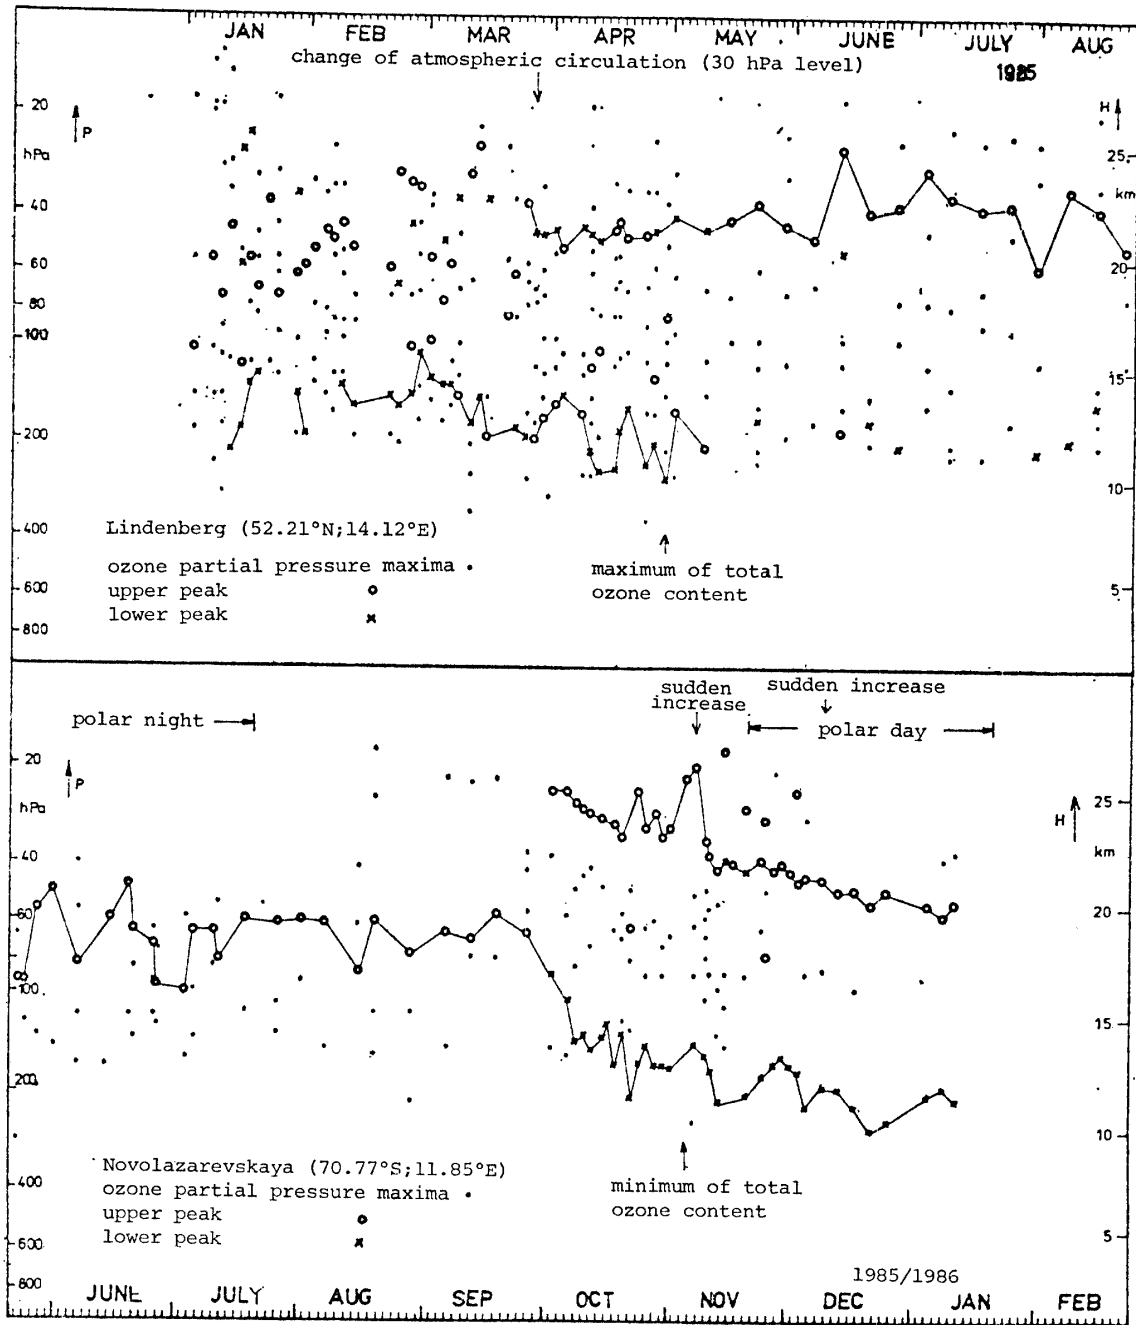 JAN FEB MAR APR MAY JUNE JULY AUG
change of atmospheric circulation (30 hPa level)
1985
20
P
H
hPa
25
km
40
60
20
80
100
15
200
10
400
Lindenberg (52.21°N;14.12°E)
ozone partial pressure maxima
maximum of total
600
upper peak
ozone content
5
lower peak
800
sudden
increase
sudden increase
polar night
polar day
20
P
hPa
25
H
km
40
60
20
100
15
200
10
Novolazarevskaya (70.77°S;11.85°E)
400
ozone partial pressure maxima
minimum of total
upper peak
ozone content
lower peak
600
5
800
1985/1986
JUNE JULY AUG SEP OCT NOV DEC JAN FEB